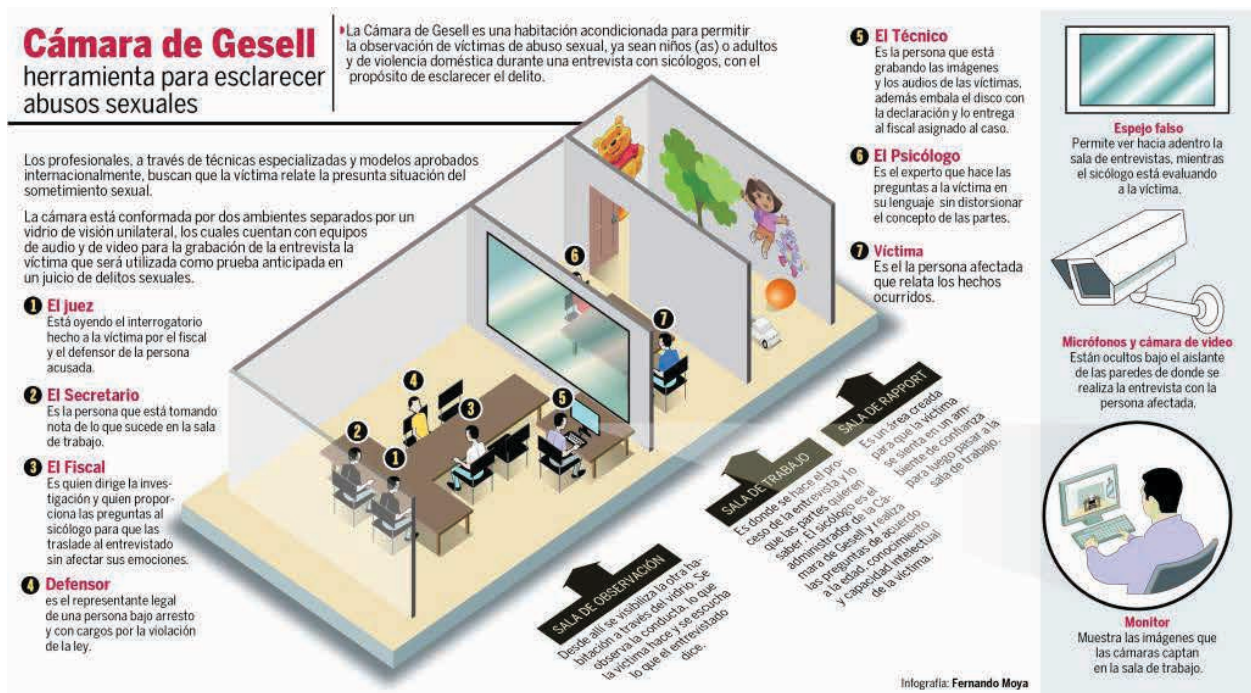 Cámara de Gesell
herramienta para esclarecer
abusos sexuales
La Cámara de Gesell es una habitación acondicionada para permitir
la observación de víctimas de abuso sexual, ya sean niños (as) o adultos
y de violencia doméstica durante una entrevista con sicólogos, con el
propósito de esclarecer el delito.
Los profesionales, a través de técnicas especializadas y modelos aprobados
internacionalmente, buscan que la víctima relate la presunta situación del
sometimiento sexual.
La cámara está conformada por dos ambientes separados por un
vidrio de visión unilateral, los cuales cuentan con equipos
de audio y de video para la grabación de la entrevista la
víctima que será utilizada como prueba anticipada en
un juicio de delitos sexuales.
1 El juez
Está oyendo el interrogatorio
hecho a la víctima por el fiscal
y el defensor de la persona
acusada.
2 El Secretario
Es la persona que está tomando
nota de lo que sucede en la sala
de trabajo.
3 El Fiscal
Es quien dirige la inves-
tigación y quien propor-
ciona las preguntas al
sicólogo para que las
traslade al entrevistado
sin afectar sus emociones.
4 Defensor
es el representante legal
de una persona bajo arresto
y con cargos por la violación
de la ley.
2
1
4
3
5
6
7
SALA DE OBSERVACIÓN
Desde allí se visibiliza la otra ha-
bitación a través del vidrio. Se
observa la conducta, lo que
la víctima hace y se escucha
lo que el entrevistado
dice.
SALA DE TRABAJO
Es donde se hace el pro-
ceso de la entrevista y lo
que las partes quieren
saber. El sicólogo es el
administrador de la Cá-
mara de Gesell y realiza
las preguntas de acuerdo
a la edad, conocimiento
y capacidad intelectual
de la víctima.
SALA DE RAPPORT
Es un área creada
para que la víctima
se sienta en un am-
biente de confianza
para luego pasar a la
sala de trabajo.
5 El Técnico
Es la persona que está
grabando las imágenes
y los audios de las víctimas,
además embala el disco con
la declaración y lo entrega
al fiscal asignado al caso.
6 El Psicólogo
Es el experto que hace las
preguntas a la víctima en
su lenguaje sin distorsionar
el concepto de las partes.
7 Víctima
Es el la persona afectada
que relata los hechos
ocurridos.
Espejo falso
Permite ver hacia adentro la
sala de entrevistas, mientras
el sicólogo está evaluando
a la víctima.
Micrófonos y cámara de video
Están ocultos bajo el aislante
de las paredes de donde se
realiza la entrevista con la
persona afectada.
Monitor
Muestra las imágenes que
las cámaras captan
en la sala de trabajo.
Infografía: Fernando Moya